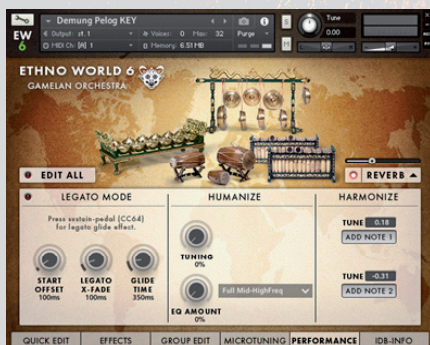 Demung Pelog KEY
EW
6
Output: st.1
Voices: 0 Max: 32
Purge
MIDI Ch: [A] 1
Memory: 6.51 MB
S
M
Tune
0.00
ETHNO WORLD 6
GAMELAN ORCHESTRA
EDIT ALL
REVERB
LEGATO MODE
Press sustain-pedal (CC64)
for legato glide effect.
START
OFFSET
100ms
LEGATO
X-FADE
100ms
GLIDE
TIME
350ms
HUMANIZE
TUNING
0%
EQ AMOUNT
0%
Full Mid-HighFreq
HARMONIZE
TUNE 0.18
ADD NOTE 1
TUNE -0.31
ADD NOTE 2
QUICK EDIT EFFECTS GROUP EDIT MICROTUNING PERFORMANCE IDB-INFO